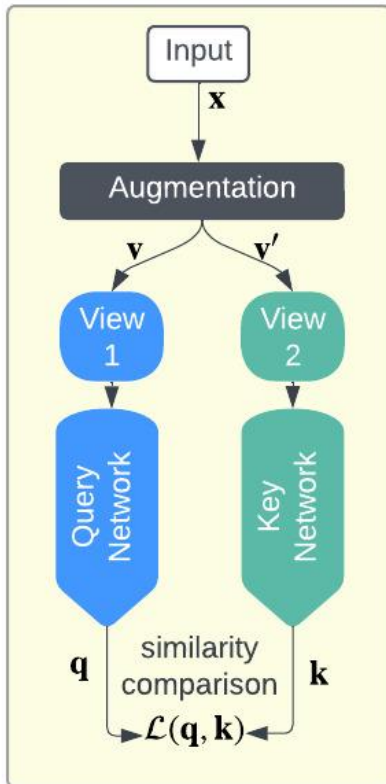 Input
x
Augmentation
v
v′
View
1
View
2
Query
Network
Key
Network
q
similarity
comparison
k
ℒ(q, k)